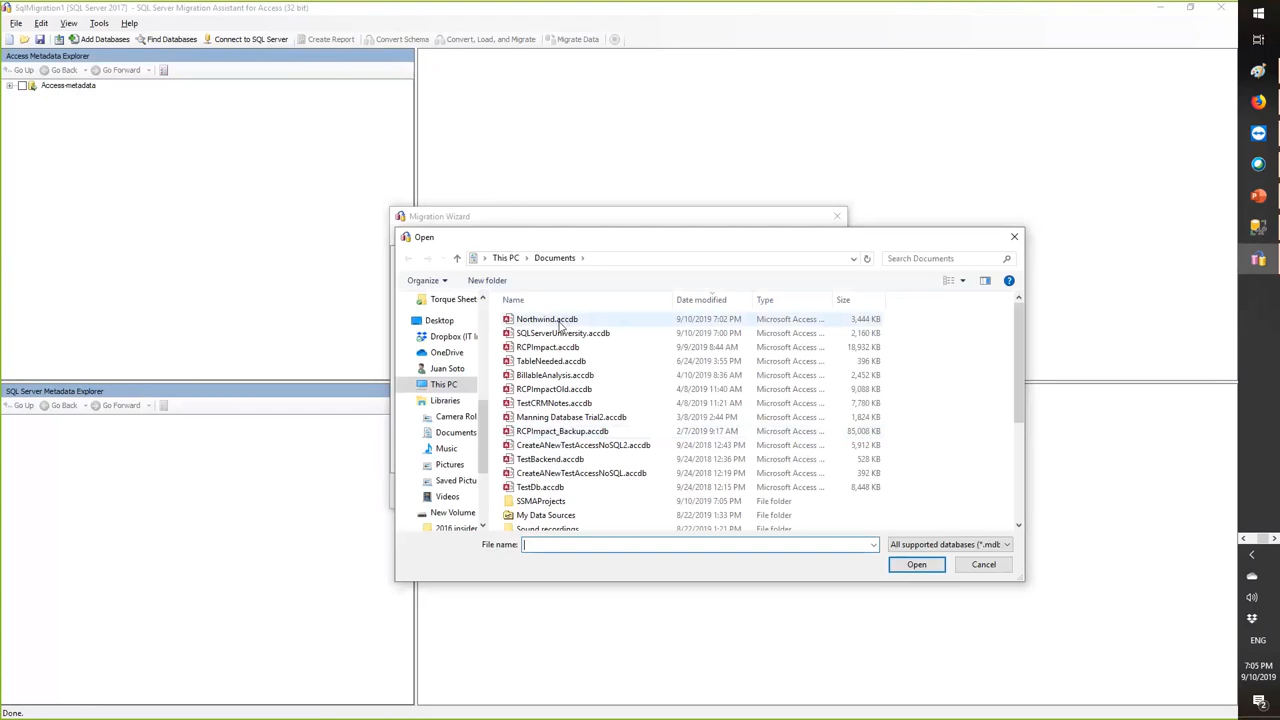 SqlMigration1 [SQL Server 2017] - SQL Server Migration Assistant for Access (32 bit)
File Edit View Tools Help
Add Databases Find Databases Connect to SQL Server Create Report Convert Schema Convert, Load, and Migrate Migrate Data
Access Metadata Explorer
Go Up Go Back Go Forward
Access-metadata
Migration Wizard
Open
This PC Documents Search Documents
Organize New folder
Name Date modified Type Size
Torque Sheet
Desktop
Dropbox (IT I
OneDrive
Juan Soto
This PC
Libraries
Camera Rol
Documents
Music
Pictures
Saved Pictu
Videos
New Volume
2016 insider
Northwind.accdb 9/10/2019 7:02 PM Microsoft Access ... 3,444 KB
SQLServerUniversity.accdb 9/10/2019 7:00 PM Microsoft Access ... 2,160 KB
RCPImpact.accdb 9/9/2019 8:44 AM Microsoft Access ... 18,932 KB
TableNeeded.accdb 6/24/2019 3:55 PM Microsoft Access ... 396 KB
BillableAnalysis.accdb 4/10/2019 8:36 AM Microsoft Access ... 2,452 KB
RCPImpactOld.accdb 4/8/2019 11:40 AM Microsoft Access ... 9,088 KB
TestCRMNotes.accdb 4/8/2019 11:21 AM Microsoft Access ... 1,308 KB
Manning Database Trial2.accdb 3/8/2019 2:44 PM Microsoft Access ... 1,824 KB
RCPImpact_Backup.accdb 2/7/2019 9:17 AM Microsoft Access ... 85,008 KB
CreateANewTestAccessNoSQL2.accdb 9/24/2018 12:43 PM Microsoft Access ... 5,912 KB
TestBackend.accdb 9/24/2018 12:36 PM Microsoft Access ... 528 KB
CreateANewTestAccessNoSQL.accdb 9/24/2018 12:19 PM Microsoft Access ... 392 KB
TestDb.accdb 9/24/2018 12:15 PM Microsoft Access ... 8,448 KB
SSMAProjects 9/10/2019 7:05 PM File folder
My Data Sources 8/22/2019 1:33 PM File folder
Sound recordings 8/22/2019 1:21 PM File folder
File name: All supported databases (*.mdb
Open Cancel
SQL Server Metadata Explorer
Go Up Go Back Go Forward
ENG
7:05 PM
9/10/2019
2
Done.